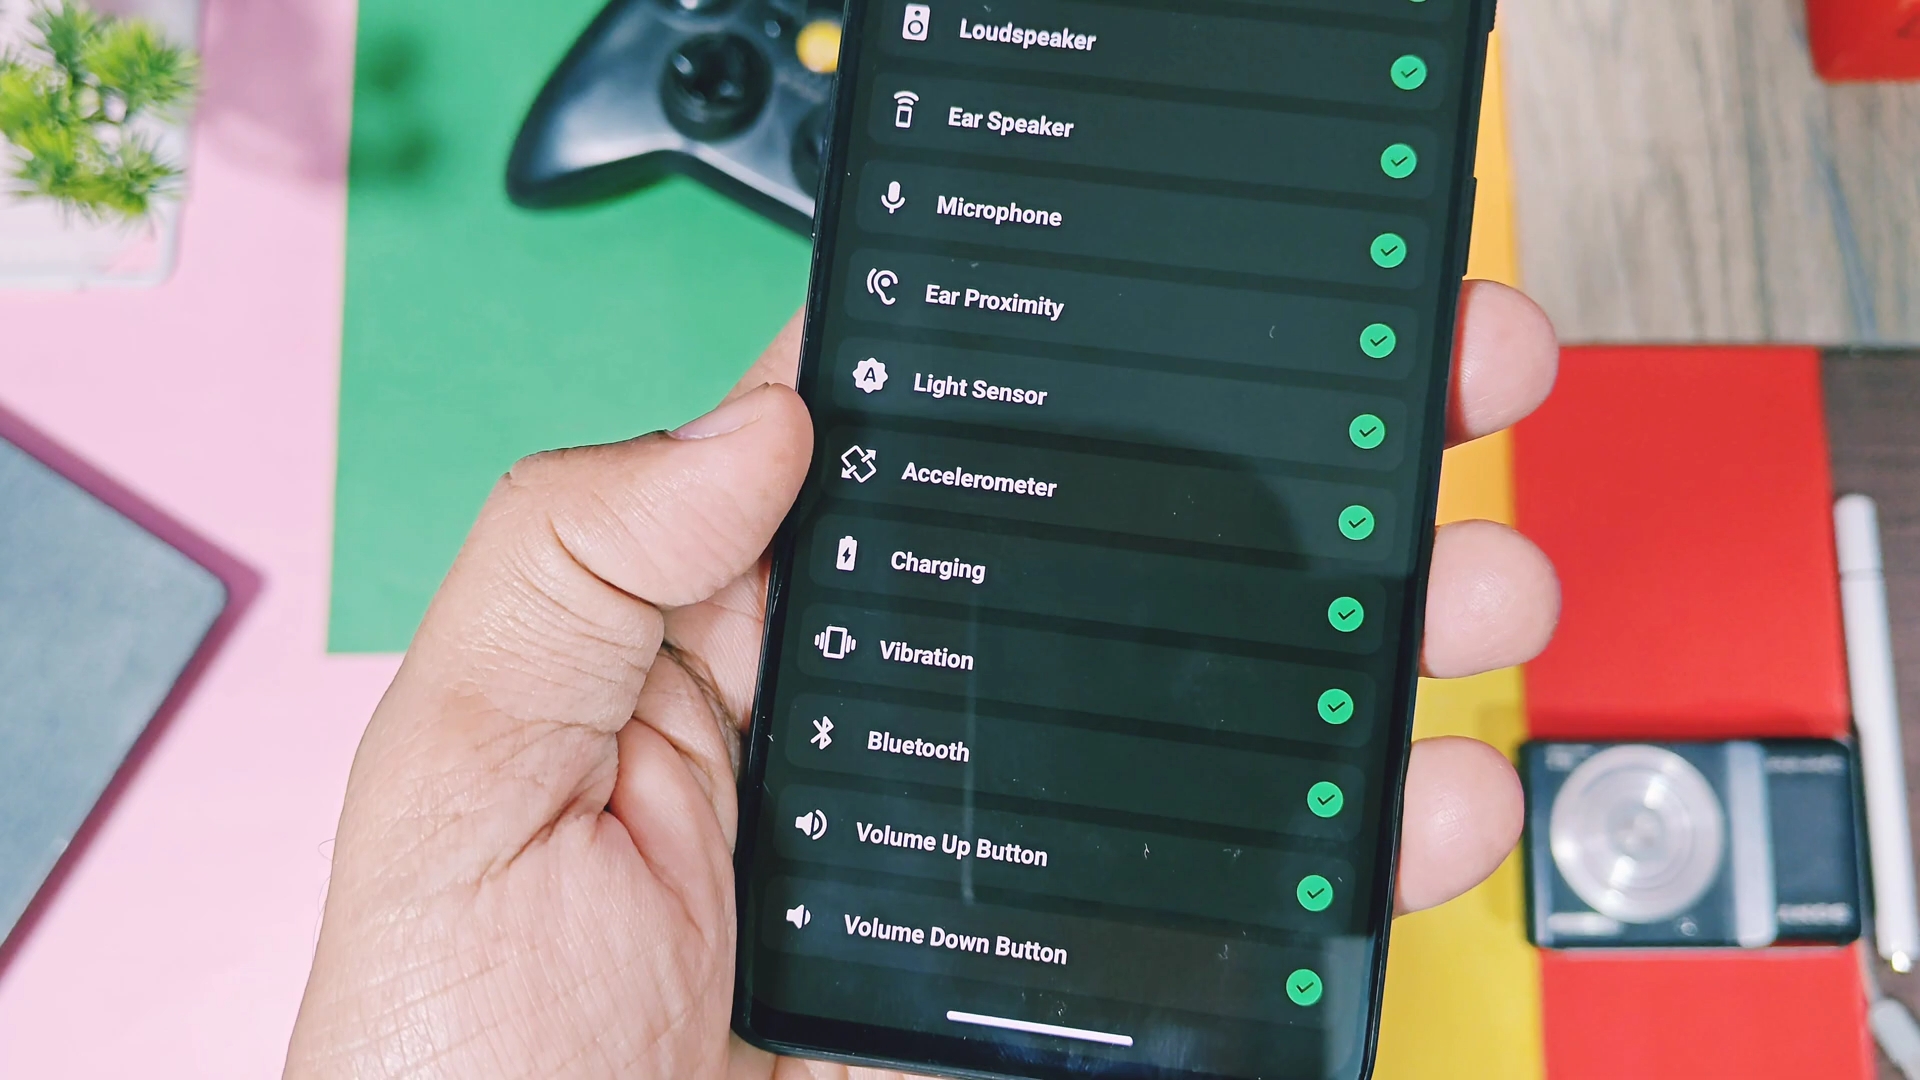 Loudspeaker
Ear Speaker
Microphone
Ear Proximity
A
Light Sensor
Accelerometer
Charging
Vibration
Bluetooth
Volume Up Button
Volume Down Button